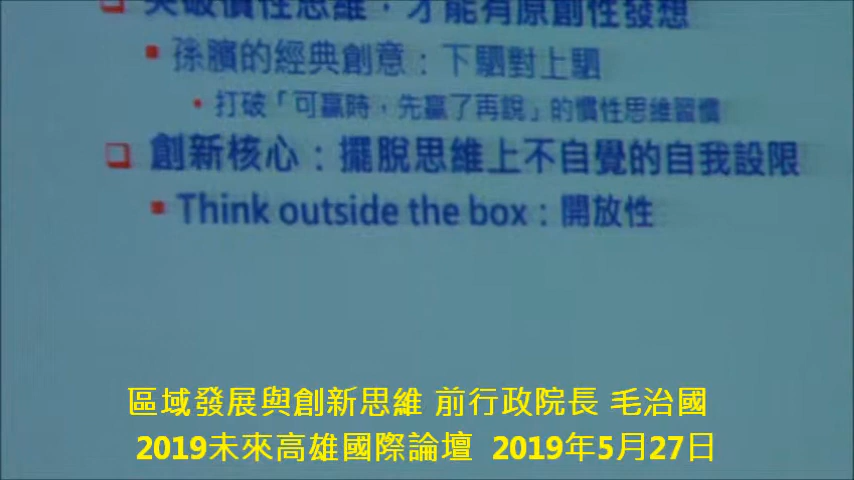 突破慣性思維，才能有原創性發想
孫臏的經典創意：下駟對上駟
打破「可贏時，先贏了再說」的慣性思維習慣
創新核心：擺脫思維上不自覺的自我設限
Think outside the box：開放性
區域發展與創新思維 前行政院長 毛治國
2019未來高雄國際論壇 2019年5月27日